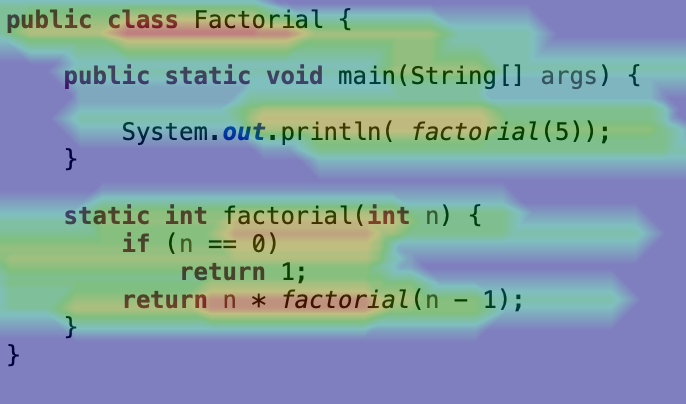 public class Factorial {
    public static void main(String[] args) {
        System.out.println( factorial(5));
    }
    static int factorial(int n) {
        if (n == 0)
            return 1;
        return n * factorial(n - 1);
    }
}